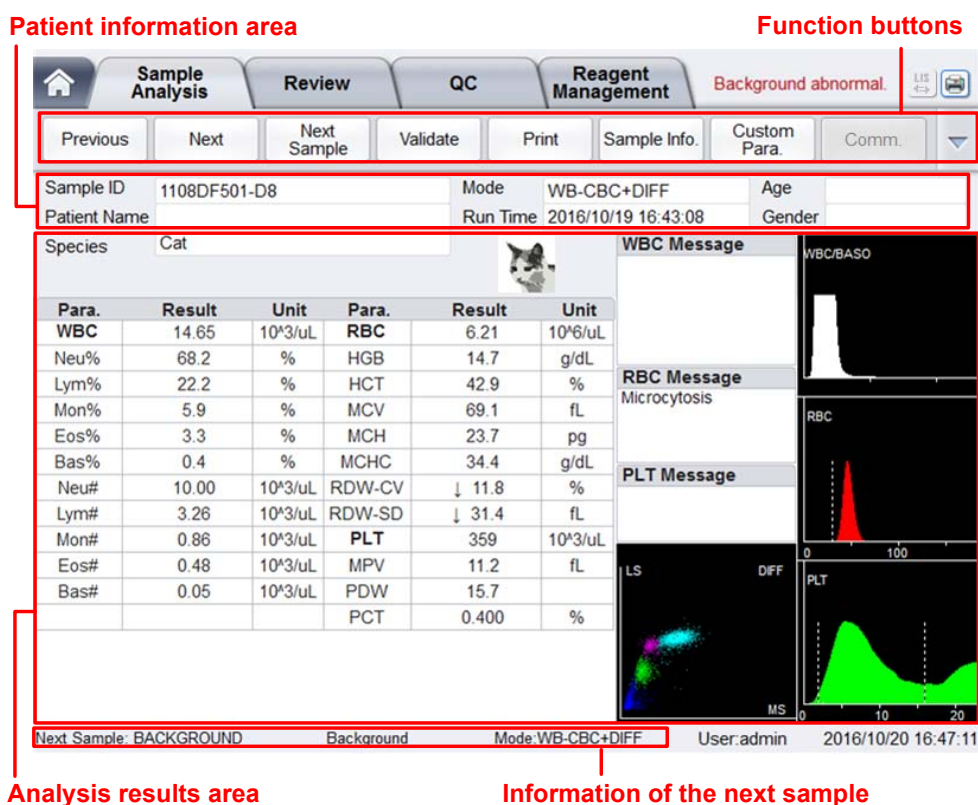 Patient information area
Function buttons
Sample Analysis Review QC Reagent Management Background abnormal. LIS
Previous Next Next Sample Validate Print Sample Info. Custom Para. Comm.
Sample ID 1108DF501-D8 Mode WB-CBC+DIFF Age
Patient Name Run Time 2016/10/19 16:43:08 Gender
Species Cat WBC Message WBC/BASO
Para. Result Unit Para. Result Unit
WBC 14.65 10^3/uL RBC 6.21 10^6/uL
Neu% 68.2 % HGB 14.7 g/dL
Lym% 22.2 % HCT 42.9 % RBC Message
Mon% 5.9 % MCV 69.1 fL Microcytosis RBC
Eos% 3.3 % MCH 23.7 pg
Bas% 0.4 % MCHC 34.4 g/dL PLT Message
Neu# 10.00 10^3/uL RDW-CV ↓ 11.8 %
Lym# 3.26 10^3/uL RDW-SD ↓ 31.4 fL
Mon# 0.86 10^3/uL PLT 359 10^3/uL 0 100
Eos# 0.48 10^3/uL MPV 11.2 fL LS DIFF PLT
Bas# 0.05 10^3/uL PDW 15.7
PCT 0.400 %
MS 0 10 20
Next Sample: BACKGROUND Background Mode:WB-CBC+DIFF User:admin 2016/10/20 16:47:11
Analysis results area
Information of the next sample